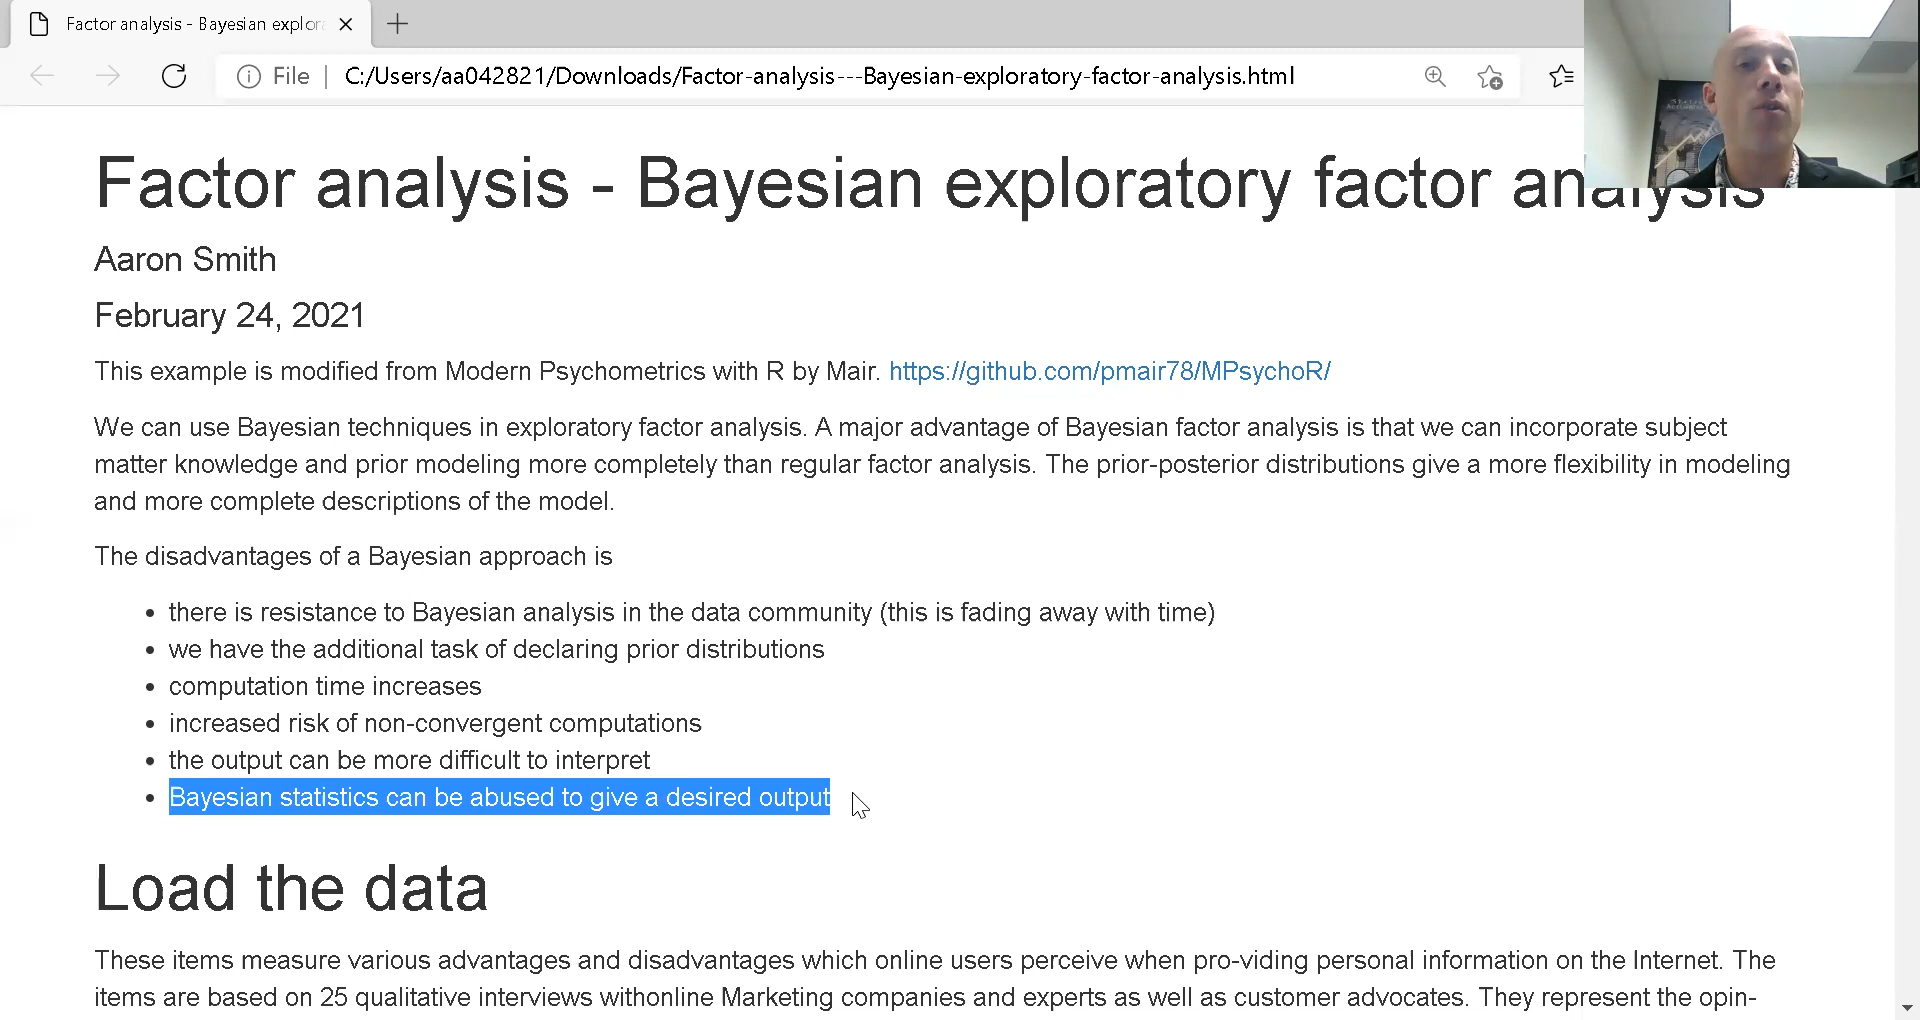 Factor analysis - Bayesian explor
File
C:/Users/aa042821/Downloads/Factor-analysis---Bayesian-exploratory-factor-analysis.html
Factor analysis - Bayesian exploratory factor analysis
Aaron Smith
February 24, 2021
This example is modified from Modern Psychometrics with R by Mair. https://github.com/pmair78/MPsychoR/
We can use Bayesian techniques in exploratory factor analysis. A major advantage of Bayesian factor analysis is that we can incorporate subject
matter knowledge and prior modeling more completely than regular factor analysis. The prior-posterior distributions give a more flexibility in modeling
and more complete descriptions of the model.
The disadvantages of a Bayesian approach is
• there is resistance to Bayesian analysis in the data community (this is fading away with time)
• we have the additional task of declaring prior distributions
• computation time increases
• increased risk of non-convergent computations
• the output can be more difficult to interpret
• Bayesian statistics can be abused to give a desired output
Load the data
These items measure various advantages and disadvantages which online users perceive when pro-viding personal information on the Internet. The
items are based on 25 qualitative interviews withonline Marketing companies and experts as well as customer advocates. They represent the opin-